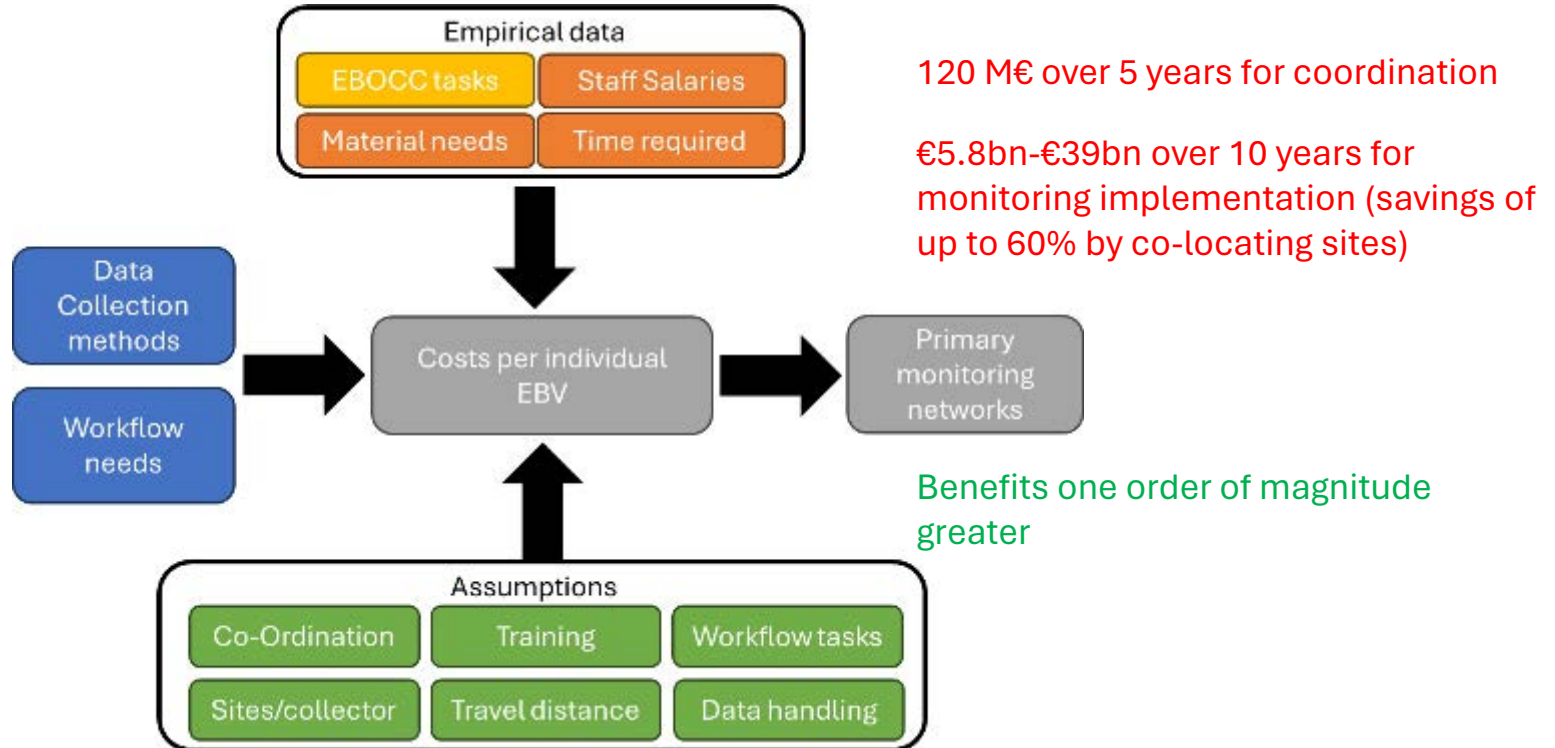 Empirical data
EBOCC tasks
Staff Salaries
Material needs
Time required
120 M€ over 5 years for coordination
€5.8bn-€39bn over 10 years for
monitoring implementation (savings of
up to 60% by co-locating sites)
Data
Collection
methods
Workflow
needs
Costs per individual
EBV
Primary
monitoring
networks
Benefits one order of magnitude
greater
Assumptions
Co-Ordination
Training
Workflow tasks
Sites/collector
Travel distance
Data handling